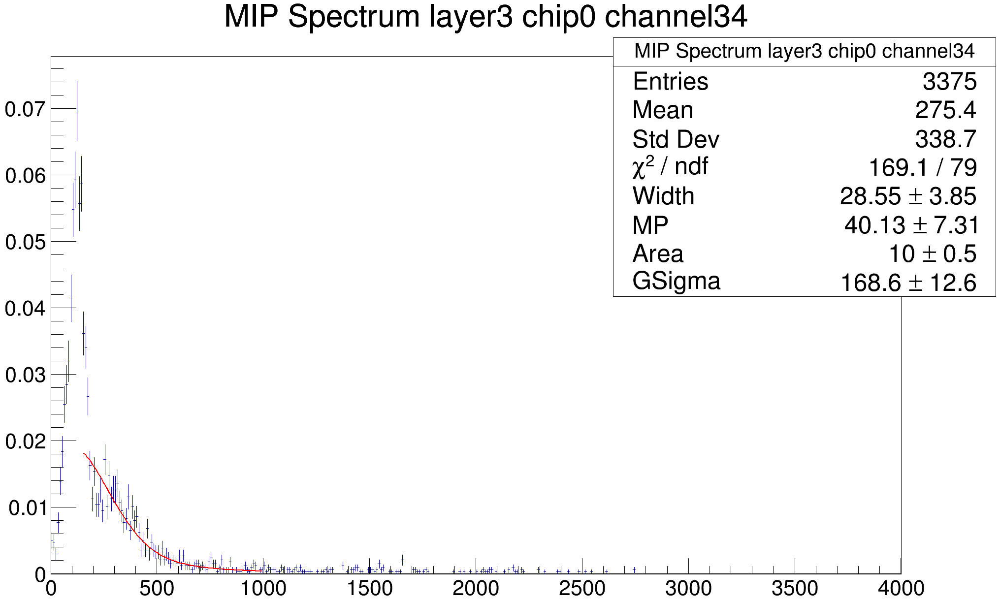 MIP Spectrum layer3 chip0 channel34
MIP Spectrum layer3 chip0 channel34
Entries 3375
Mean 275.4
Std Dev 338.7
χ² / ndf 169.1 / 79
Width 28.55 ± 3.85
MP 40.13 ± 7.31
Area 10 ± 0.5
GSigma 168.6 ± 12.6
0.07
0.06
0.05
0.04
0.03
0.02
0.01
0
0 500 1000 1500 2000 2500 3000 3500 4000